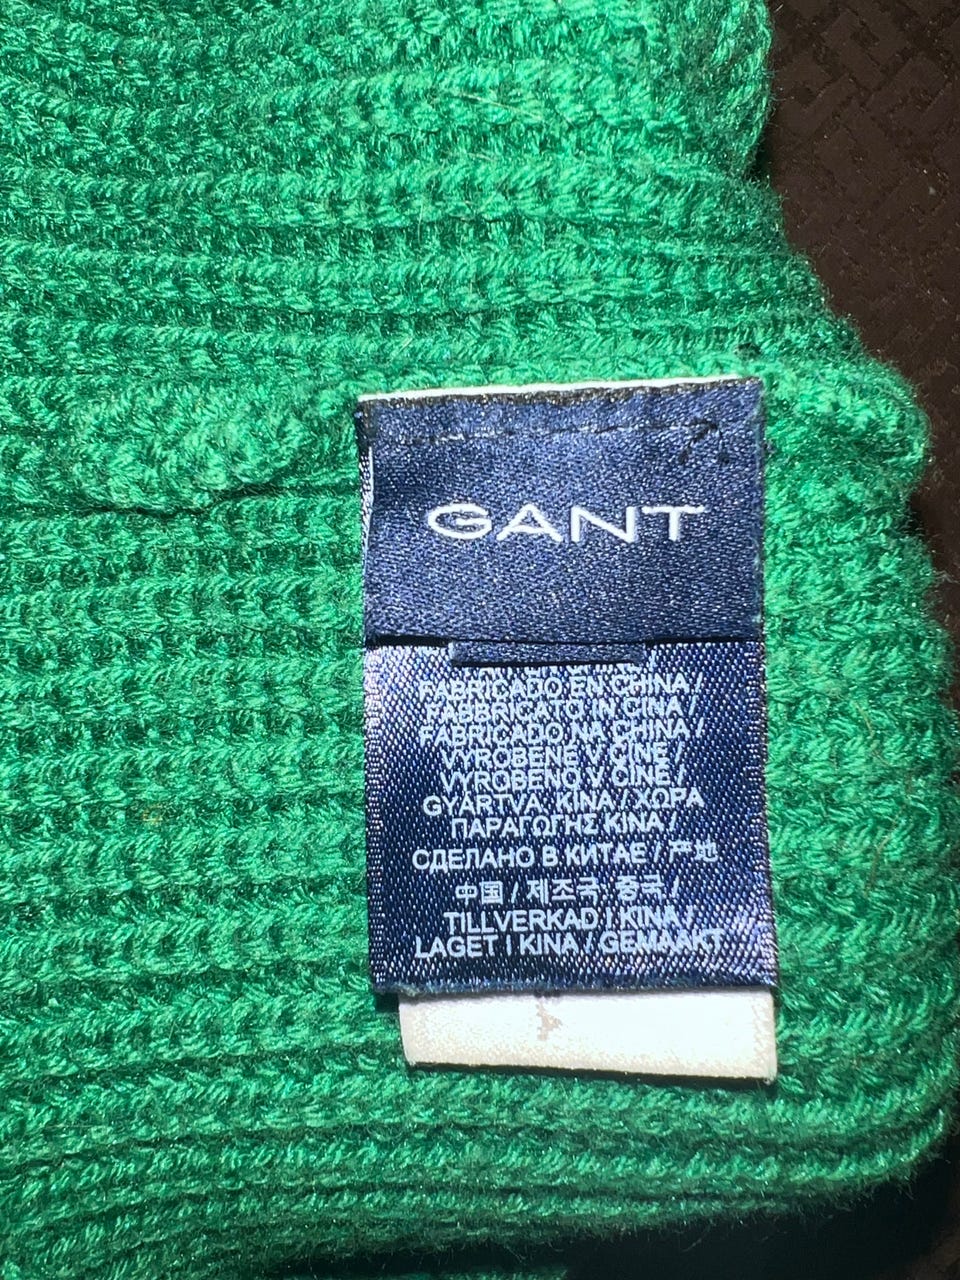 GANT
FABRICADO EN CHINA /
FABBRICATO IN CINA /
FABRICADO NA CHINA /
VYROBENÉ V ČÍNE /
VYROBENO V ČÍNĚ /
GYÁRTVA: KÍNA / ΧΩΡΑ
ΠΑΡΑΓΩΓΗΣ ΚΙΝΑ /
СДЕЛАНО В КИТАЕ / 产地
中国 / 제조국: 중국 /
TILLVERKAD I KINA /
LAGET I KINA / GEMAAKT